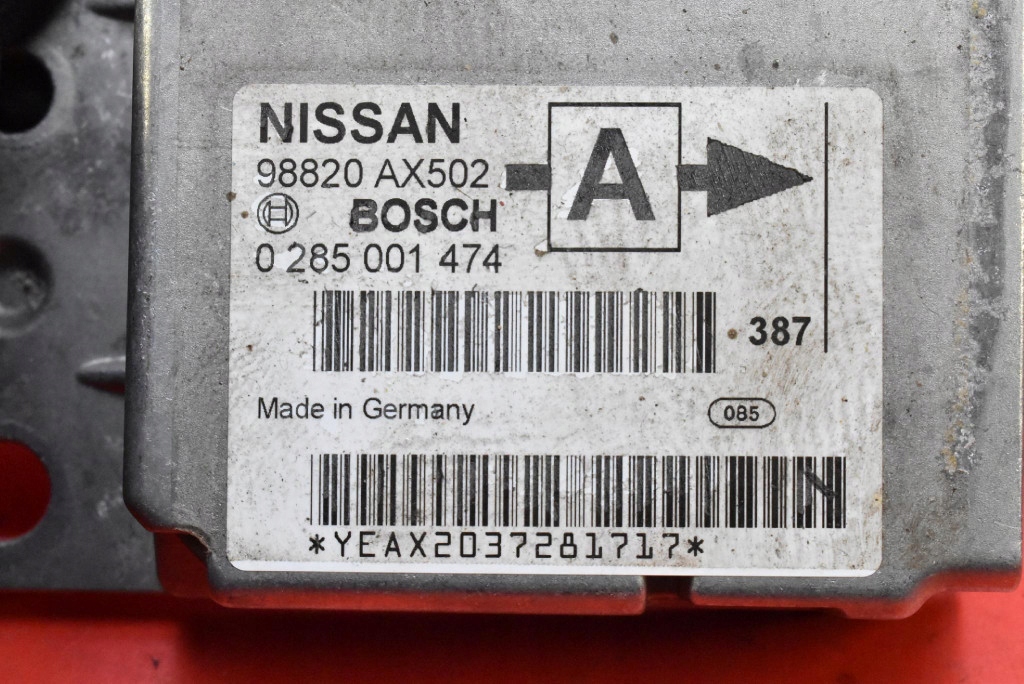 NISSAN
98820 AX502
A
BOSCH
0 285 001 474
387
Made in Germany
085
*YEAX2037281717*